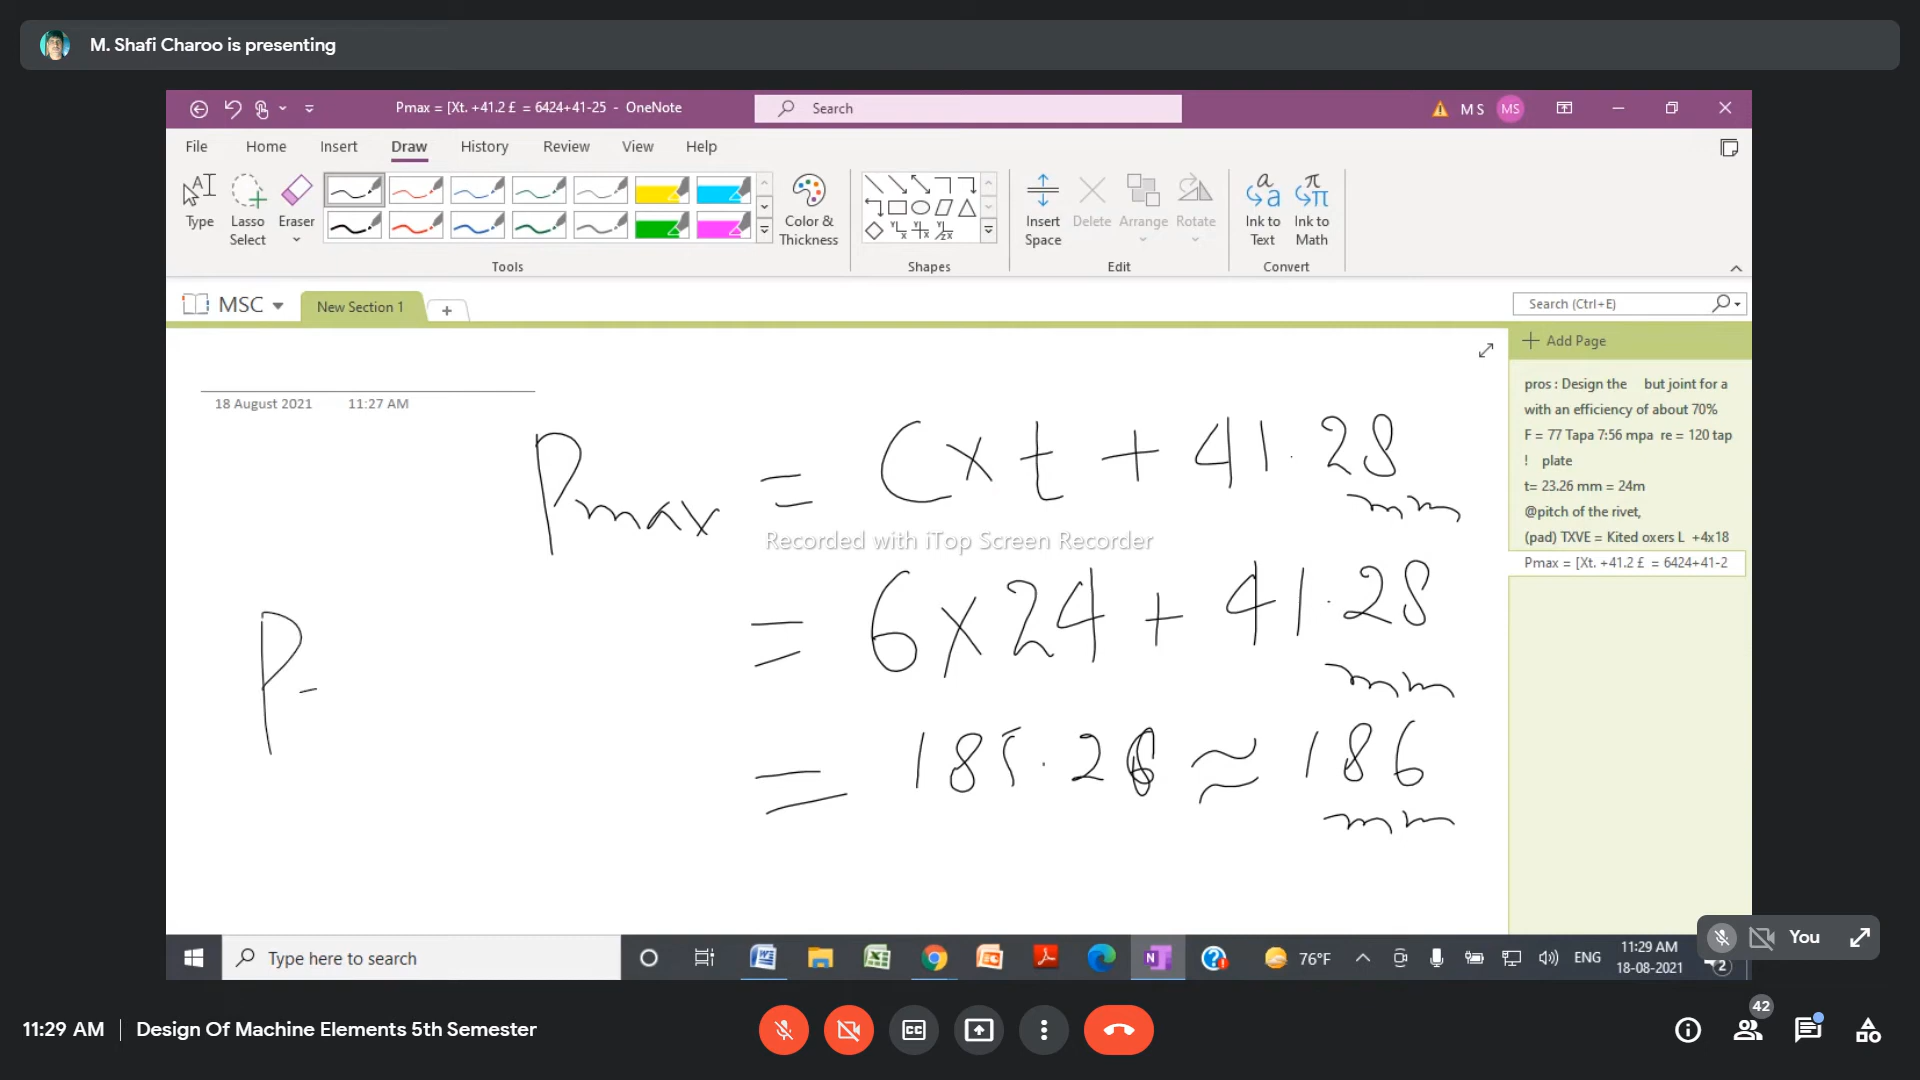 M. Shafi Charoo is presenting
Pmax = [Xt. +41.2 £ = 6424+41-25 - OneNote
Search
M S
MS
File Home Insert Draw History Review View Help
Type
Lasso Select
Eraser
Color & Thickness
Insert Space
Delete
Arrange
Rotate
Ink to Text
Ink to Math
Tools
Shapes
Edit
Convert
MSC
New Section 1
+
Search (Ctrl+E)
Add Page
pros : Design the but joint for a
with an efficiency of about 70%
F = 77 Tapa 7:56 mpa re = 120 tap
! plate
t= 23.26 mm = 24m
@pitch of the rivet,
(pad) TXVE = Kited oxers L +4x18
Pmax = [Xt. +41.2 £ = 6424+41-2
18 August 2021 11:27 AM
Pmax = C x t + 41.28 mm
Recorded with iTop Screen Recorder
= 6 x 24 + 41.28 mm
P-
= 185.28 ≈ 186 mm
Type here to search
76°F
ENG
11:29 AM
18-08-2021
2
You
11:29 AM | Design Of Machine Elements 5th Semester
CC
42